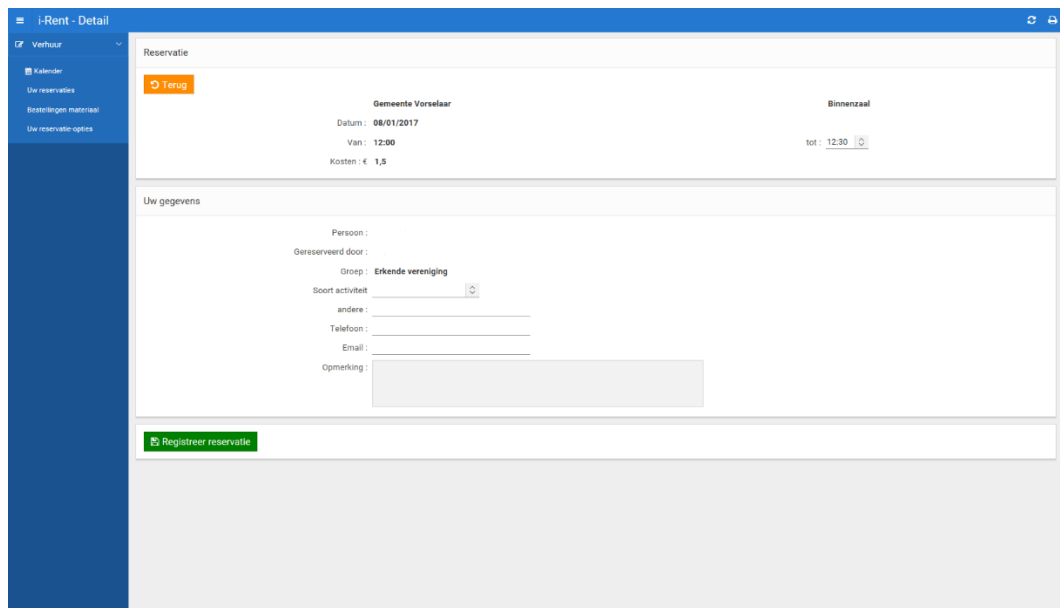 i-Rent - Detail
Verhuur
Kalender
Uw reservaties
Bestellingen materiaal
Uw reservatie-opties
Reservatie
Terug
Gemeente Vorselaar Binnenzaal
Datum : 08/01/2017
Van : 12:00 tot : 12:30
Kosten : € 1,5
Uw gegevens
Persoon :
Gereserveerd door :
Groep : Erkende vereniging
Soort activiteit
andere :
Telefoon :
Email :
Opmerking :
Registreer reservatie